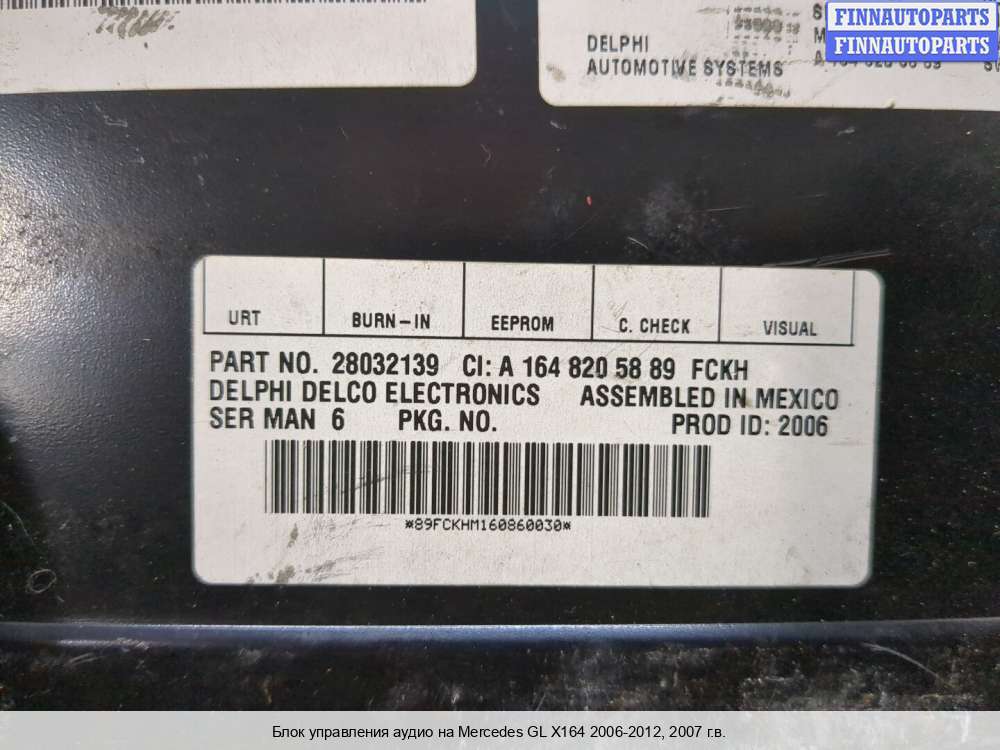 FINNAUTOPARTS
FINNAUTOPARTS
DELPHI
AUTOMOTIVE SYSTEMS
URT BURN-IN EEPROM C. CHECK VISUAL
PART NO. 28032139 CI: A 164 820 58 89 FCKH
DELPHI DELCO ELECTRONICS ASSEMBLED IN MEXICO
SER MAN 6 PKG. NO. PROD ID: 2006
*89FCKHM160860030*
Блок управления аудио на Mercedes GL X164 2006-2012, 2007 г.в.